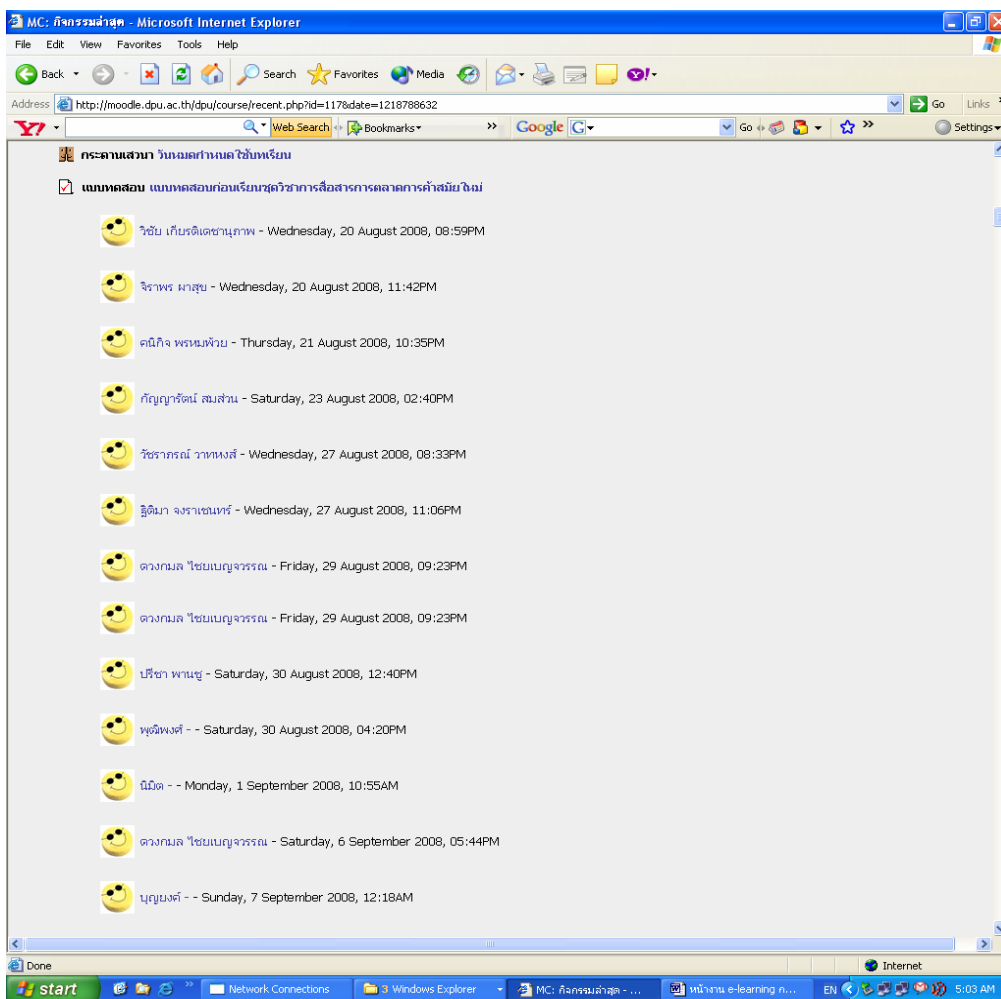 MC: กิจกรรมล่าสุด - Microsoft Internet Explorer
File Edit View Favorites Tools Help
Back Search Favorites Media
Address http://moodle.dpu.ac.th/dpu/course/recent.php?id=117&date=1218788632 Go Links
Web Search Bookmarks Google Go Settings
กระดานเสวนา วันหมดกำหนดใช้บทเรียน
แบบทดสอบ แบบทดสอบก่อนเรียนชุดวิชาการสื่อสารการตลาดการค้าสมัยใหม่
วิชัย เกียรติเดชานุภาพ - Wednesday, 20 August 2008, 08:59PM
จิราพร ผาสุข - Wednesday, 20 August 2008, 11:42PM
คนิกิจ พรหมพ้วย - Thursday, 21 August 2008, 10:35PM
กัญญารัตน์ สมส่วน - Saturday, 23 August 2008, 02:40PM
วัชราภรณ์ วาทหงส์ - Wednesday, 27 August 2008, 08:33PM
ฐิติมา จงราเชนทร์ - Wednesday, 27 August 2008, 11:06PM
ดวงกมล ไชยเบญจวรรณ - Friday, 29 August 2008, 09:23PM
ดวงกมล ไชยเบญจวรรณ - Friday, 29 August 2008, 09:23PM
ปรีชา พานชู - Saturday, 30 August 2008, 12:40PM
พุฒิพงศ์ - - Saturday, 30 August 2008, 04:20PM
นิมิต - - Monday, 1 September 2008, 10:55AM
ดวงกมล ไชยเบญจวรรณ - Saturday, 6 September 2008, 05:44PM
บุญยงค์ - - Sunday, 7 September 2008, 12:18AM
Done Internet
start Network Connections 3 Windows Explorer MC: กิจกรรมล่าสุด - ... หน้างาน e-learning ก... EN 5:03 AM